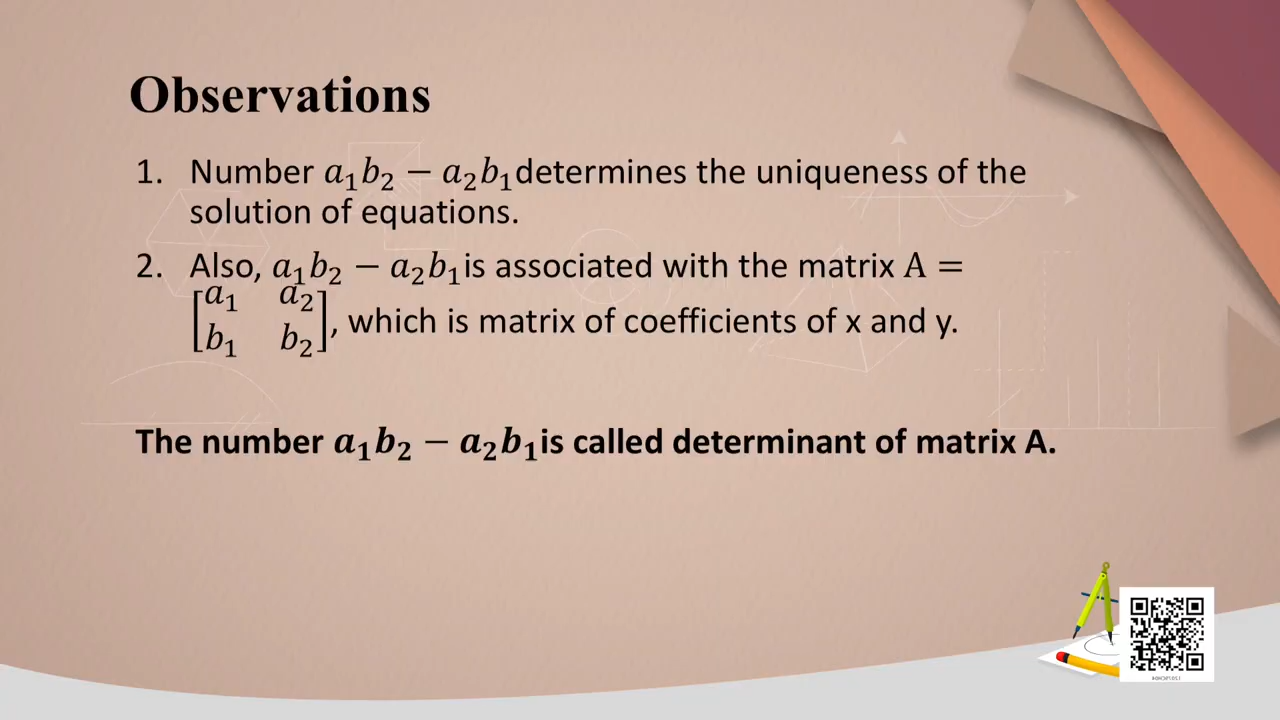 Observations
1. Number a₁b₂ − a₂b₁determines the uniqueness of the
solution of equations.
2. Also, a₁b₂ − a₂b₁is associated with the matrix A =
[a₁ a₂
b₁ b₂], which is matrix of coefficients of x and y.
The number a₁b₂ − a₂b₁is called determinant of matrix A.